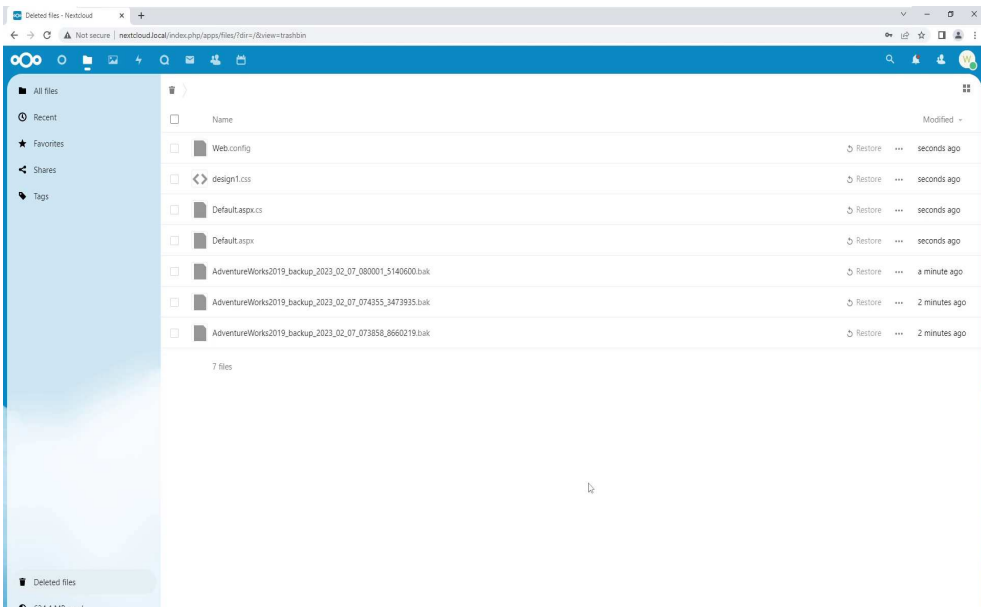 Deleted files - Nextcloud
Not secure | nextcloud.local/index.php/apps/files/?dir=/&view=trashbin
W
All files
Recent
Favorites
Shares
Tags
Name Modified
Web.config Restore ... seconds ago
design1.css Restore ... seconds ago
Default.aspx.cs Restore ... seconds ago
Default.aspx Restore ... seconds ago
AdventureWorks2019_backup_2023_02_07_080001_5140600.bak Restore ... a minute ago
AdventureWorks2019_backup_2023_02_07_074355_3473935.bak Restore ... 2 minutes ago
AdventureWorks2019_backup_2023_02_07_073858_8660219.bak Restore ... 2 minutes ago
7 files
Deleted files